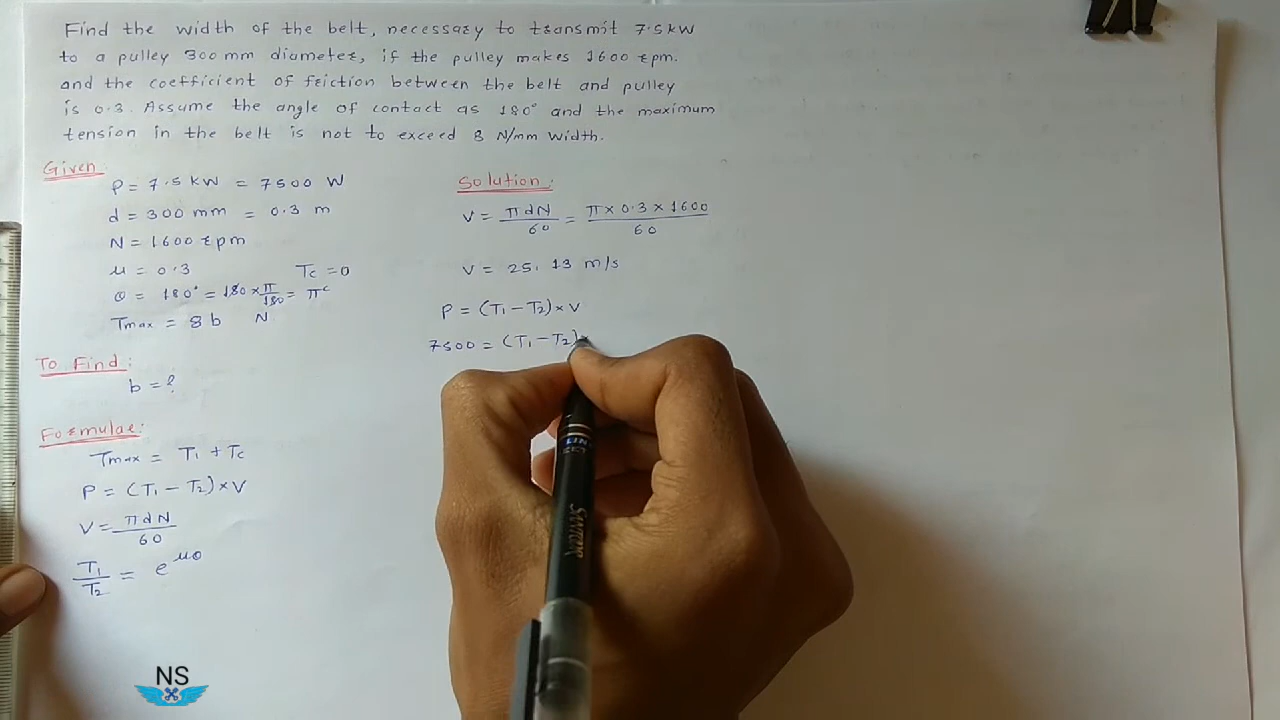 Find the width of the belt, necessary to transmit 7.5 kW
to a pulley 300 mm diameter, if the pulley makes 1600 rpm.
and the coefficient of friction between the belt and pulley
is 0.3. Assume the angle of contact as 180° and the maximum
tension in the belt is not to exceed 8 N/mm width.
Given:
P = 7.5 KW = 7500 W
d = 300 mm = 0.3 m
N = 1600 rpm
μ = 0.3 Tc = 0
θ = 180° = 180 × π/180 = π^c
Tmax = 8 b N
To Find:
b = ?
Formulae:
Tmax = T1 + Tc
P = (T1 - T2) × V
V = πdN/60
T1/T2 = e^μθ
Solution:
V = πdN/60 = π × 0.3 × 1600/60
V = 25.13 m/s
P = (T1 - T2) × V
7500 = (T1 - T2)
LIN
SANTOR
NS